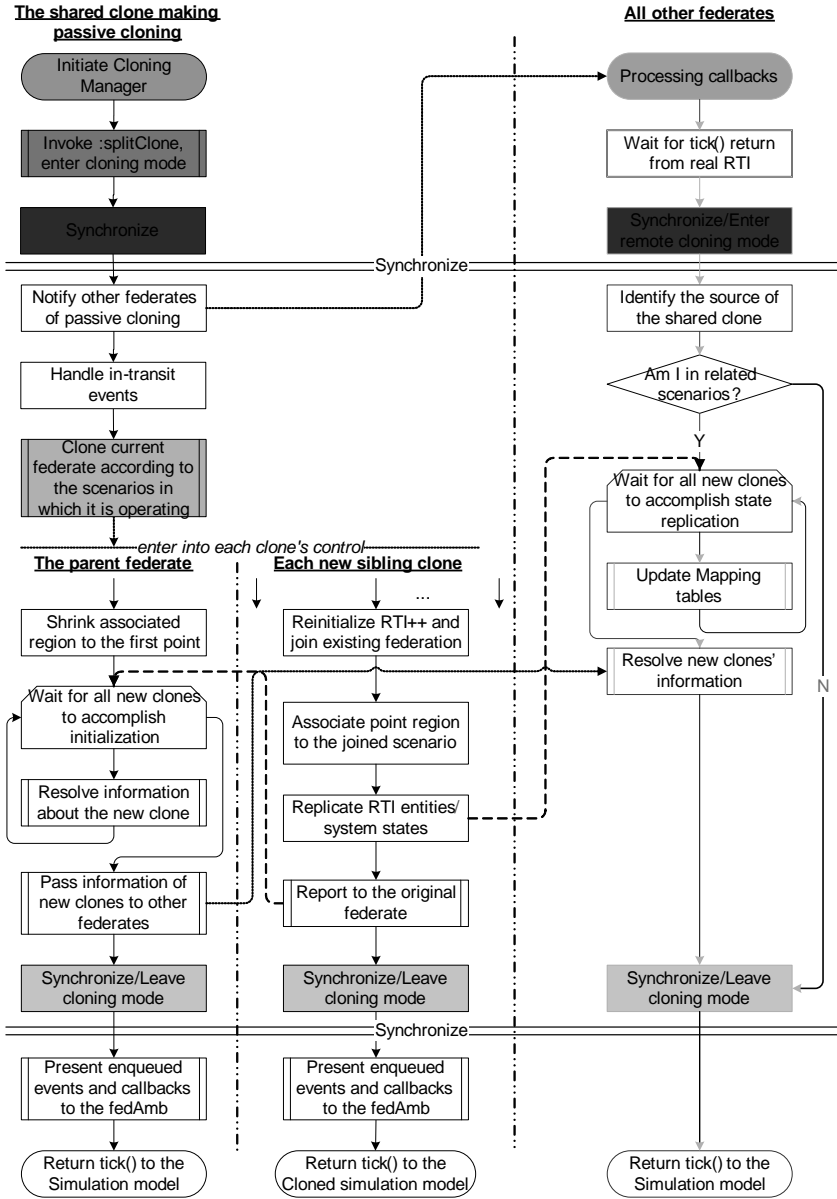 The shared clone making
passive cloning
Initiate Cloning
Manager
Invoke :splitClone,
enter cloning mode
Synchronize
Synchronize
Notify other federates
of passive cloning
Handle in-transit
events
Clone current
federate according to
the scenarios in
which it is operating
enter into each clone's control
The parent federate
Shrink associated
region to the first point
Wait for all new clones
to accomplish
initialization
Resolve information
about the new clone
Pass information of
new clones to other
federates
Synchronize/Leave
cloning mode
Synchronize
Present enqueued
events and callbacks
to the fedAmb
Return tick() to the
Simulation model
Each new sibling clone
...
Reinitialize RTI++ and
join existing federation
Associate point region
to the joined scenario
Replicate RTI entities/
system states
Report to the original
federate
Synchronize/Leave
cloning mode
Present enqueued
events and callbacks
to the fedAmb
Return tick() to the
Cloned simulation model
All other federates
Processing callbacks
Wait for tick() return
from real RTI
Synchronize/Enter
remote cloning mode
Identify the source of
the shared clone
Am I in related
scenarios?
Y
N
Wait for all new clones
to accomplish state
replication
Update Mapping
tables
Resolve new clones'
information
Synchronize/Leave
cloning mode
Return tick() to the
Simulation model